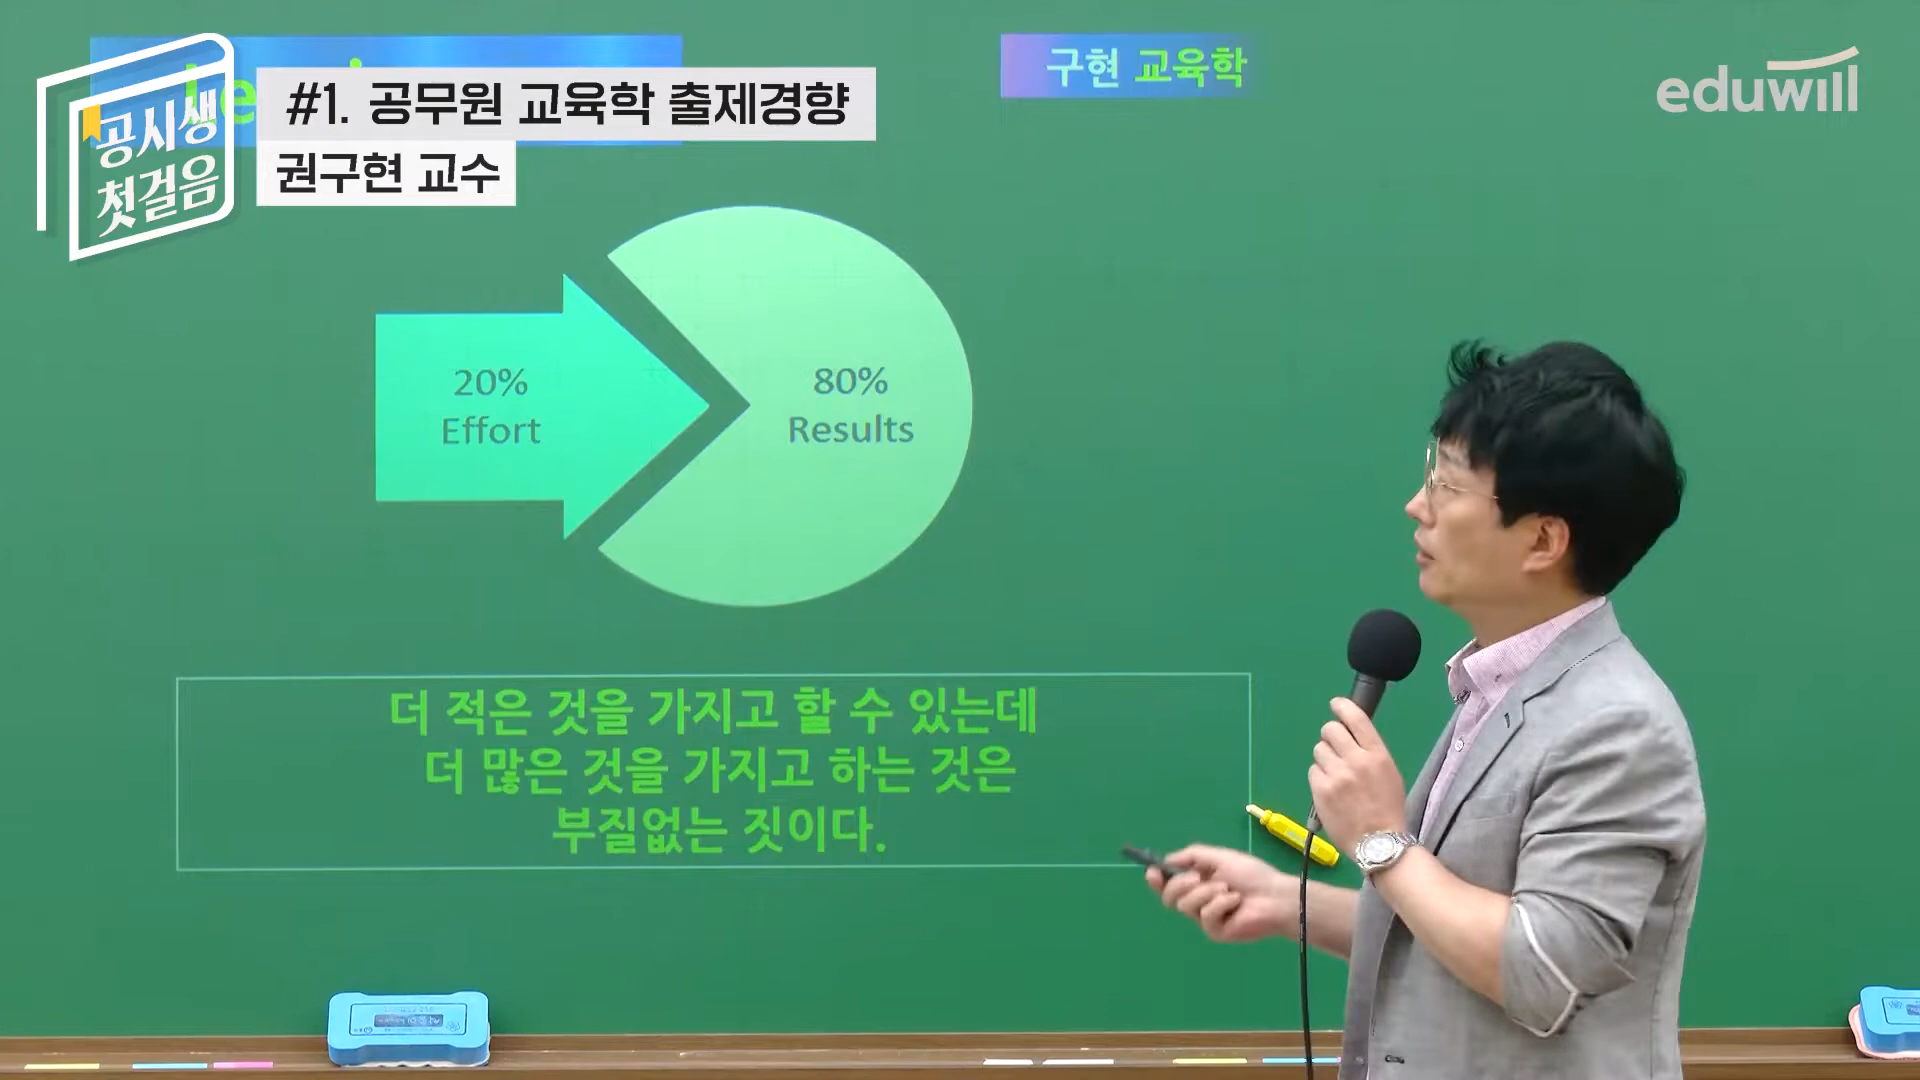 공시생
첫걸음
#1. 공무원 교육학 출제경향
권구현 교수
구현 교육학
eduwill
20%
Effort
80%
Results
더 적은 것을 가지고 할 수 있는데
더 많은 것을 가지고 하는 것은
부질없는 짓이다.